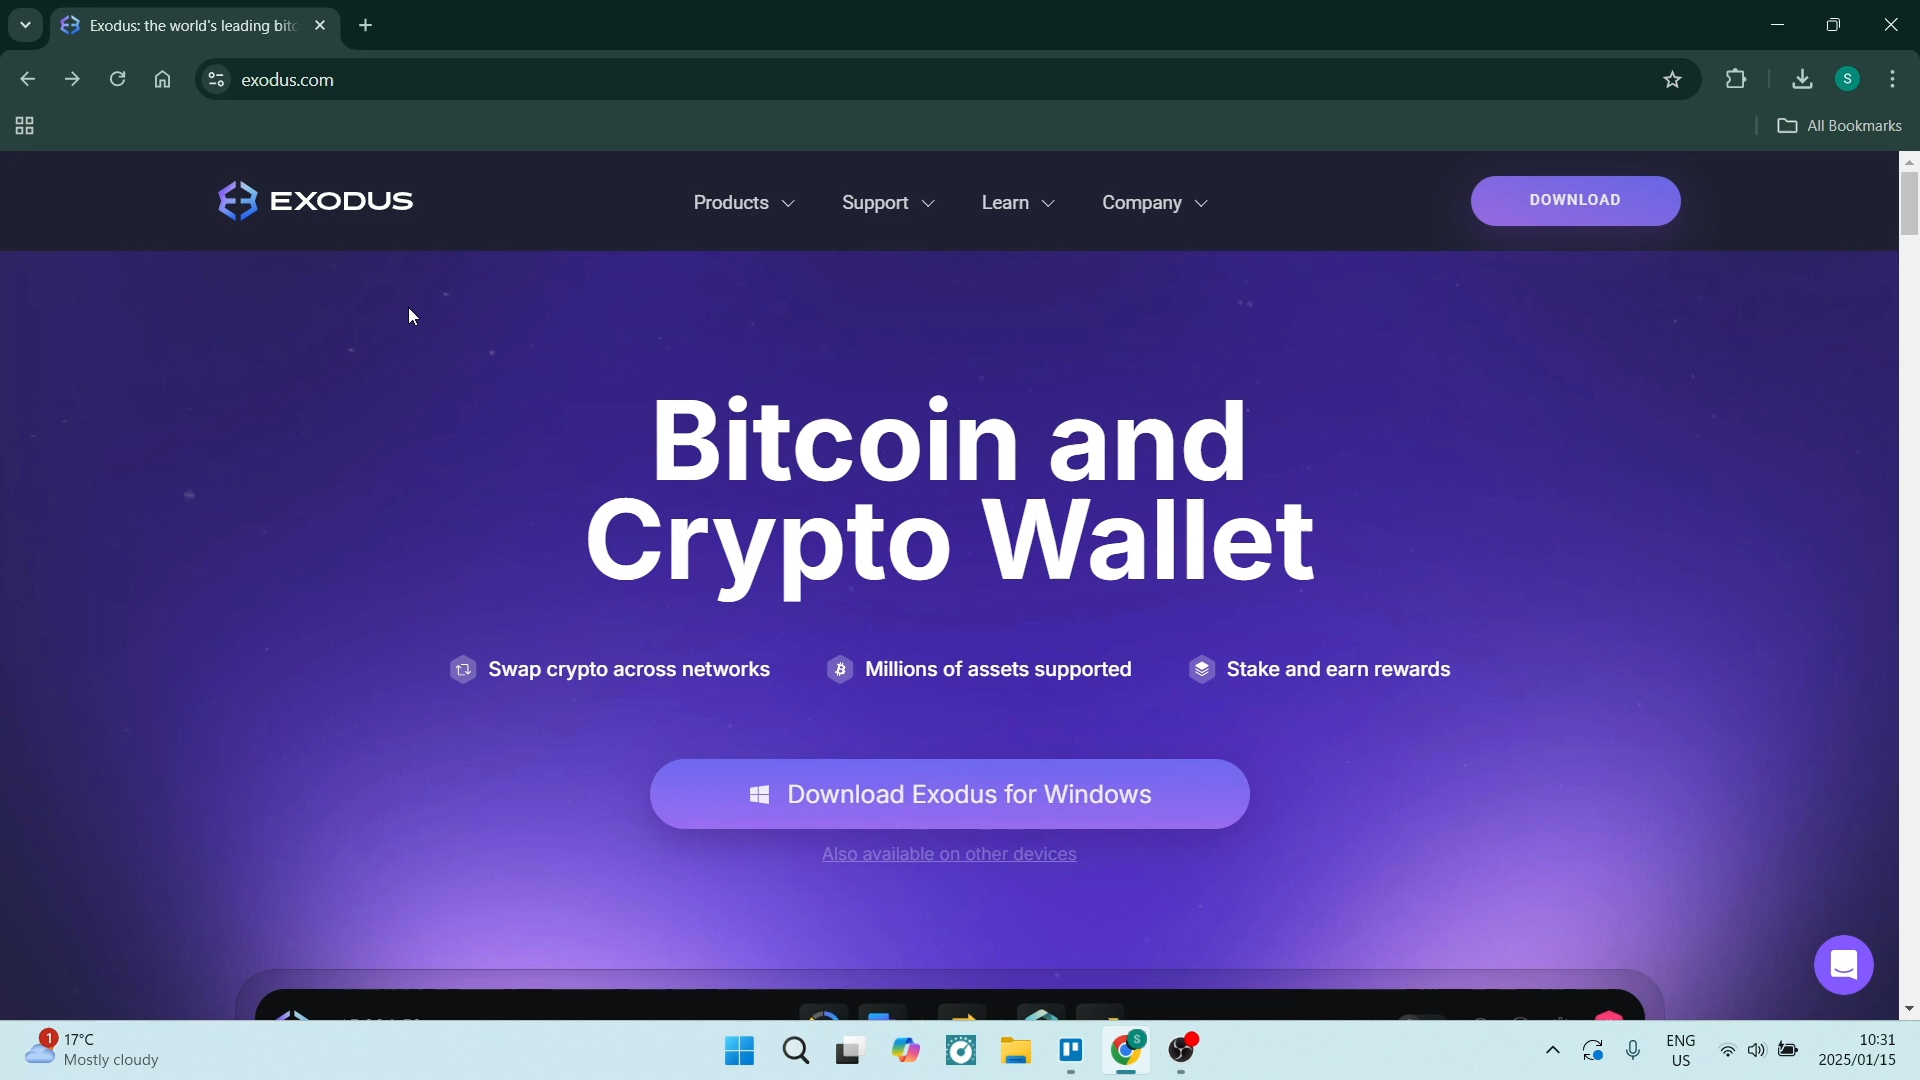 Exodus: the world's leading bitc
exodus.com
S
All Bookmarks
EXODUS
Products
Support
Learn
Company
DOWNLOAD
Bitcoin and
Crypto Wallet
Swap crypto across networks
Millions of assets supported
Stake and earn rewards
Download Exodus for Windows
Also available on other devices
1
17°C
Mostly cloudy
S
ENG
US
10:31
2025/01/15